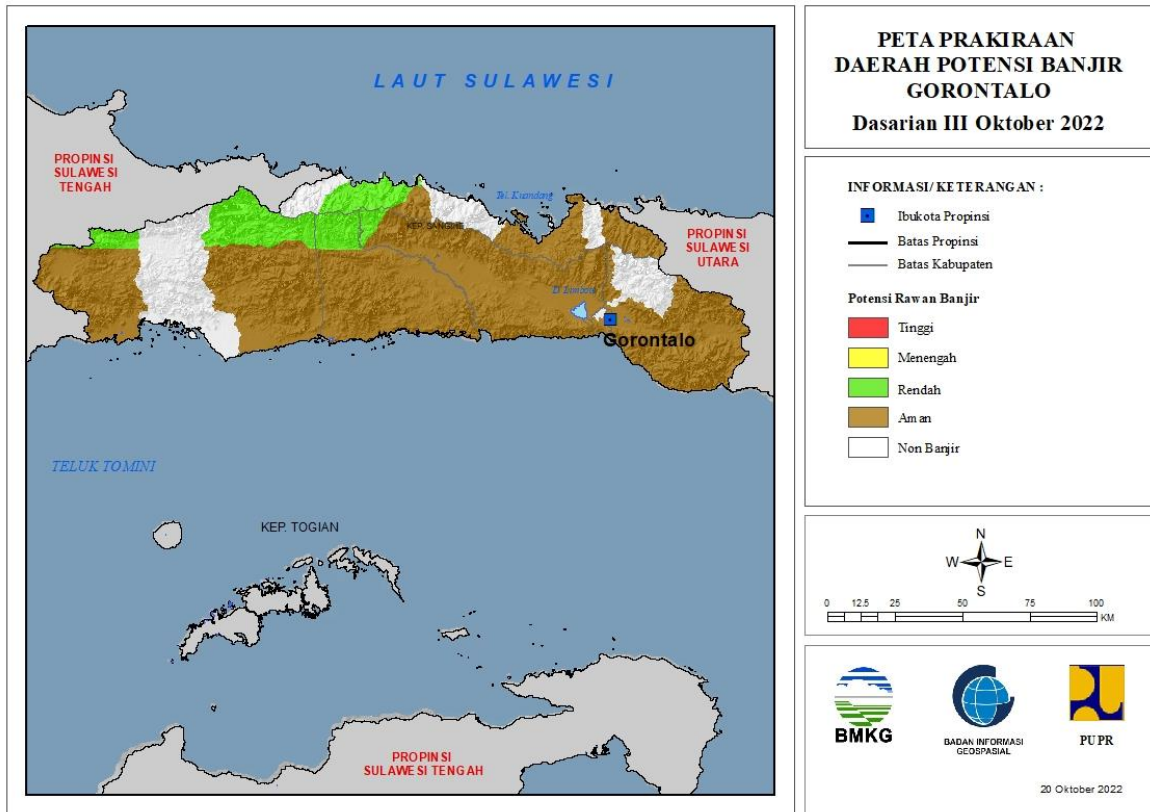 LAUT SULAWESI
PROPINSI
SULAWESI
TENGAH
Tel. Kuandang
KEP. SANGIHE
PROPINSI
SULAWESI
UTARA
Gorontalo
TELUK TOMINI
KEP. TOGIAN
PROPINSI
SULAWESI TENGAH
PETA PRAKIRAAN
DAERAH POTENSI BANJIR
GORONTALO
Dasarian III Oktober 2022
INFORMASI/ KETERANGAN :
Ibukota Propinsi
Batas Propinsi
Batas Kabupaten
Potensi Rawan Banjir
Tinggi
Menengah
Rendah
Aman
Non Banjir
N
W E
S
0 12.5 25 50 75 100
KM
BMKG
BADAN INFORMASI
GEOSPASIAL
PUPR
20 Oktober 2022